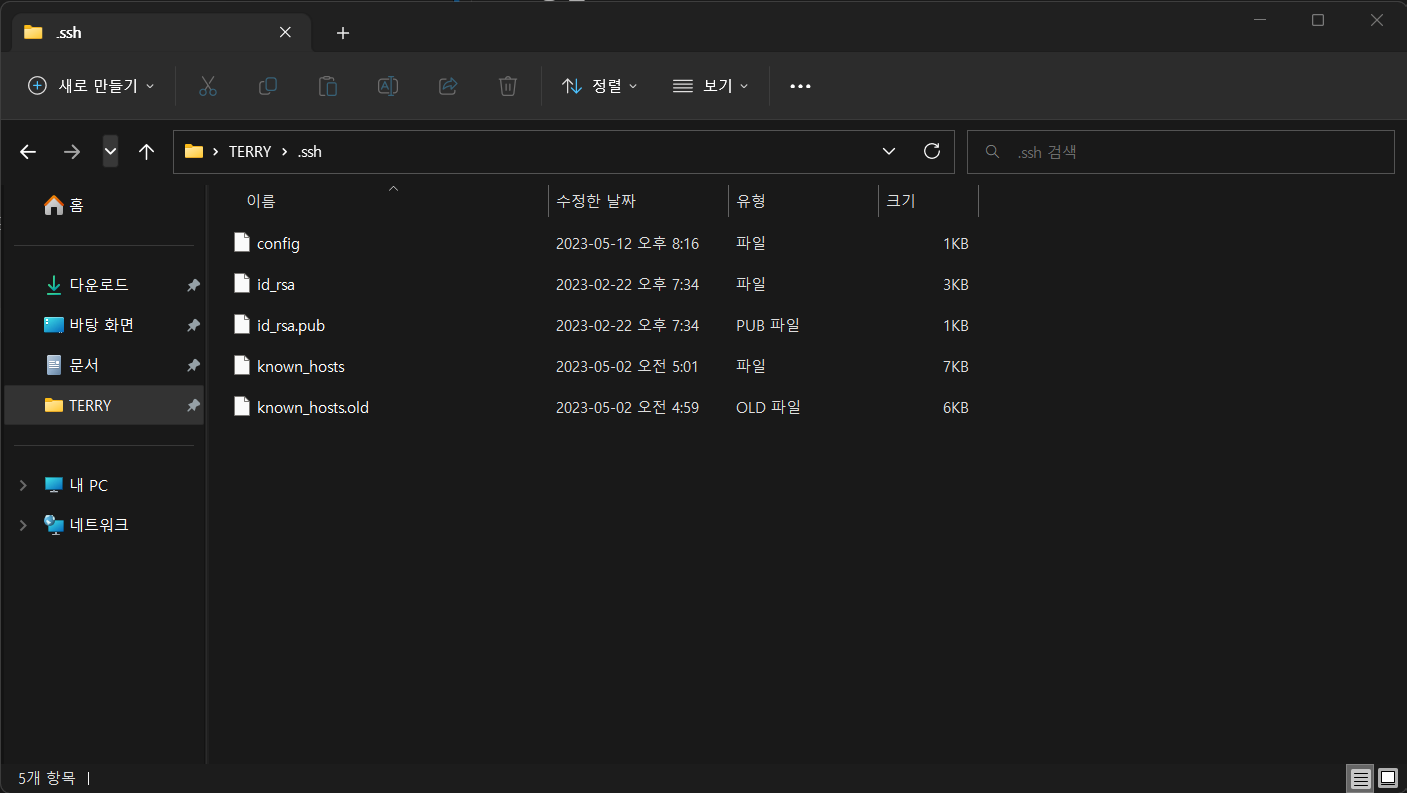 .ssh
새로 만들기
정렬
보기
TERRY > .ssh
.ssh 검색
홈
다운로드
바탕 화면
문서
TERRY
내 PC
네트워크
이름 수정한 날짜 유형 크기
config 2023-05-12 오후 8:16 파일 1KB
id_rsa 2023-02-22 오후 7:34 파일 3KB
id_rsa.pub 2023-02-22 오후 7:34 PUB 파일 1KB
known_hosts 2023-05-02 오전 5:01 파일 7KB
known_hosts.old 2023-05-02 오전 4:59 OLD 파일 6KB
5개 항목